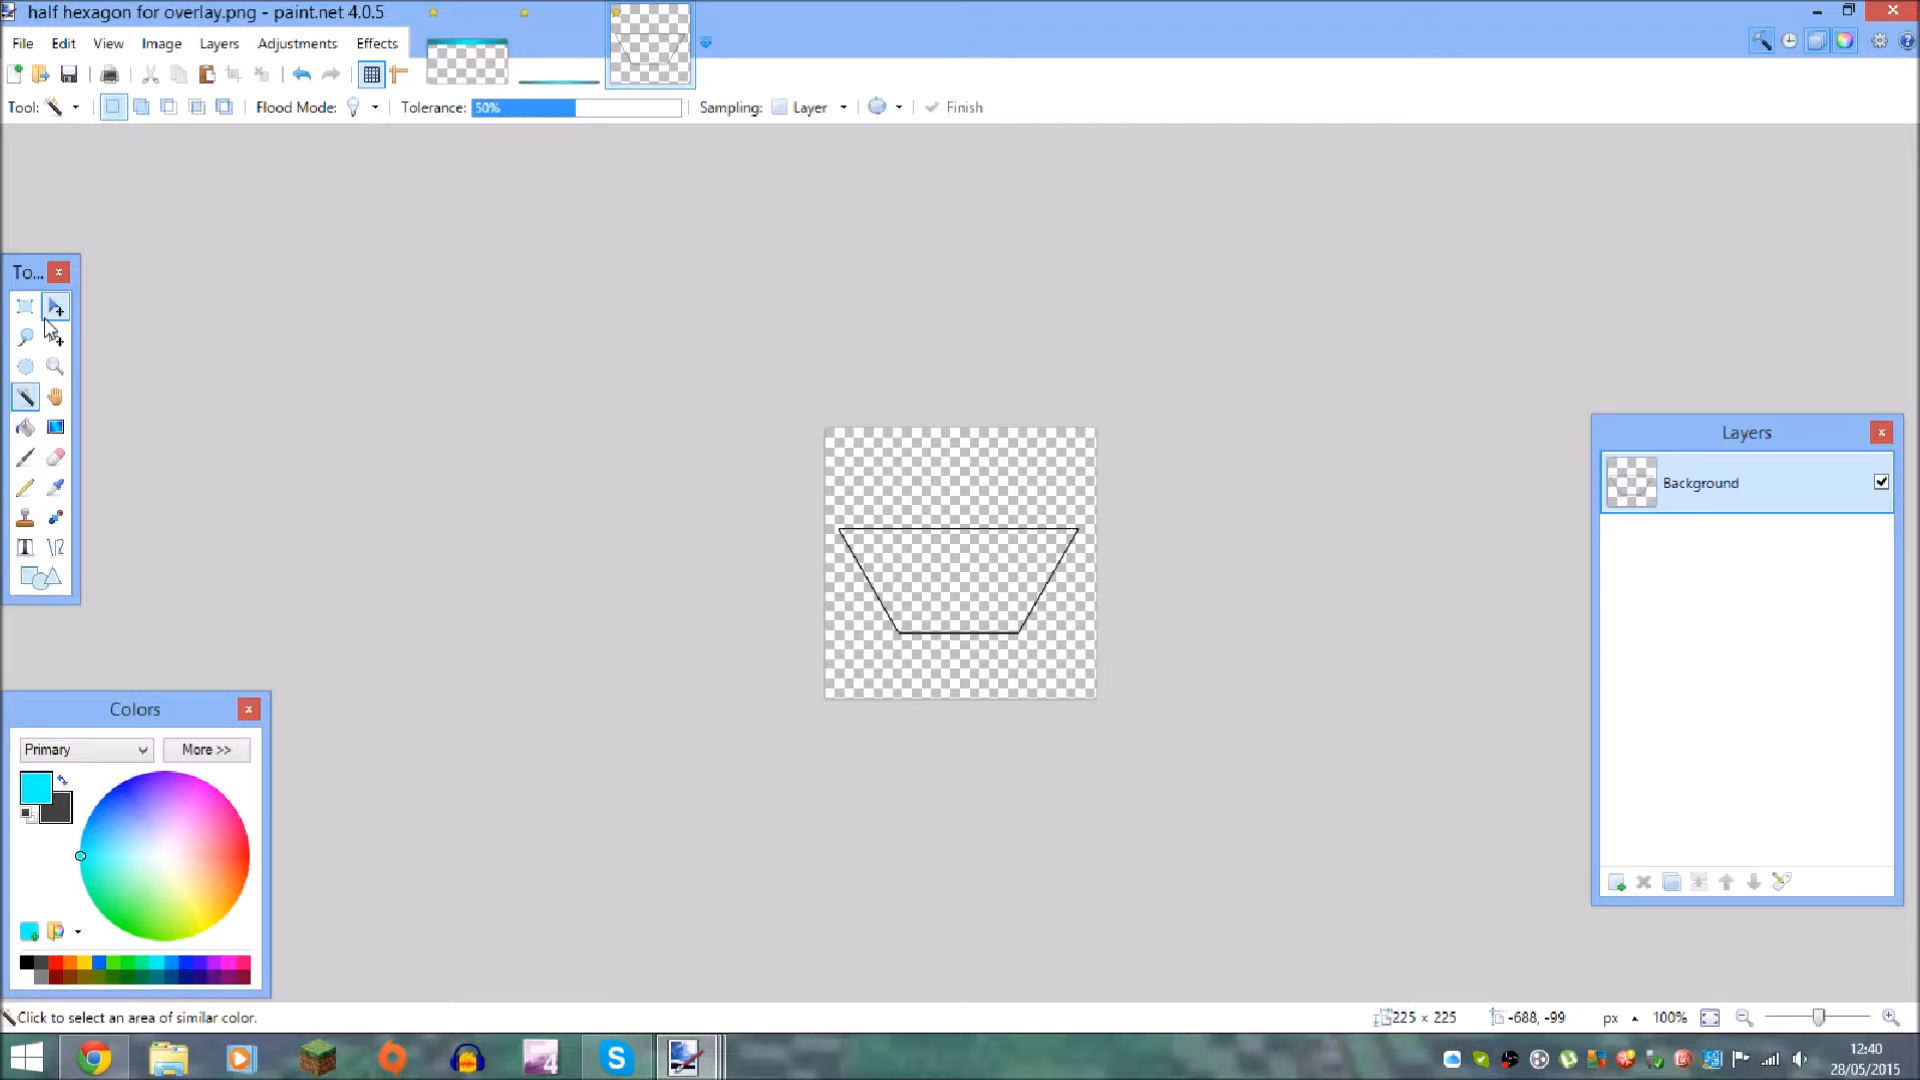 half hexagon for overlay.png - paint.net 4.0.5
File Edit View Image Layers Adjustments Effects
Tool: Flood Mode: Tolerance: 50% Sampling: Layer Finish
To...
Layers
Background
Colors
Primary More >>
Click to select an area of similar color. 225 × 225 -688, -99 px 100%
12:40
28/05/2015